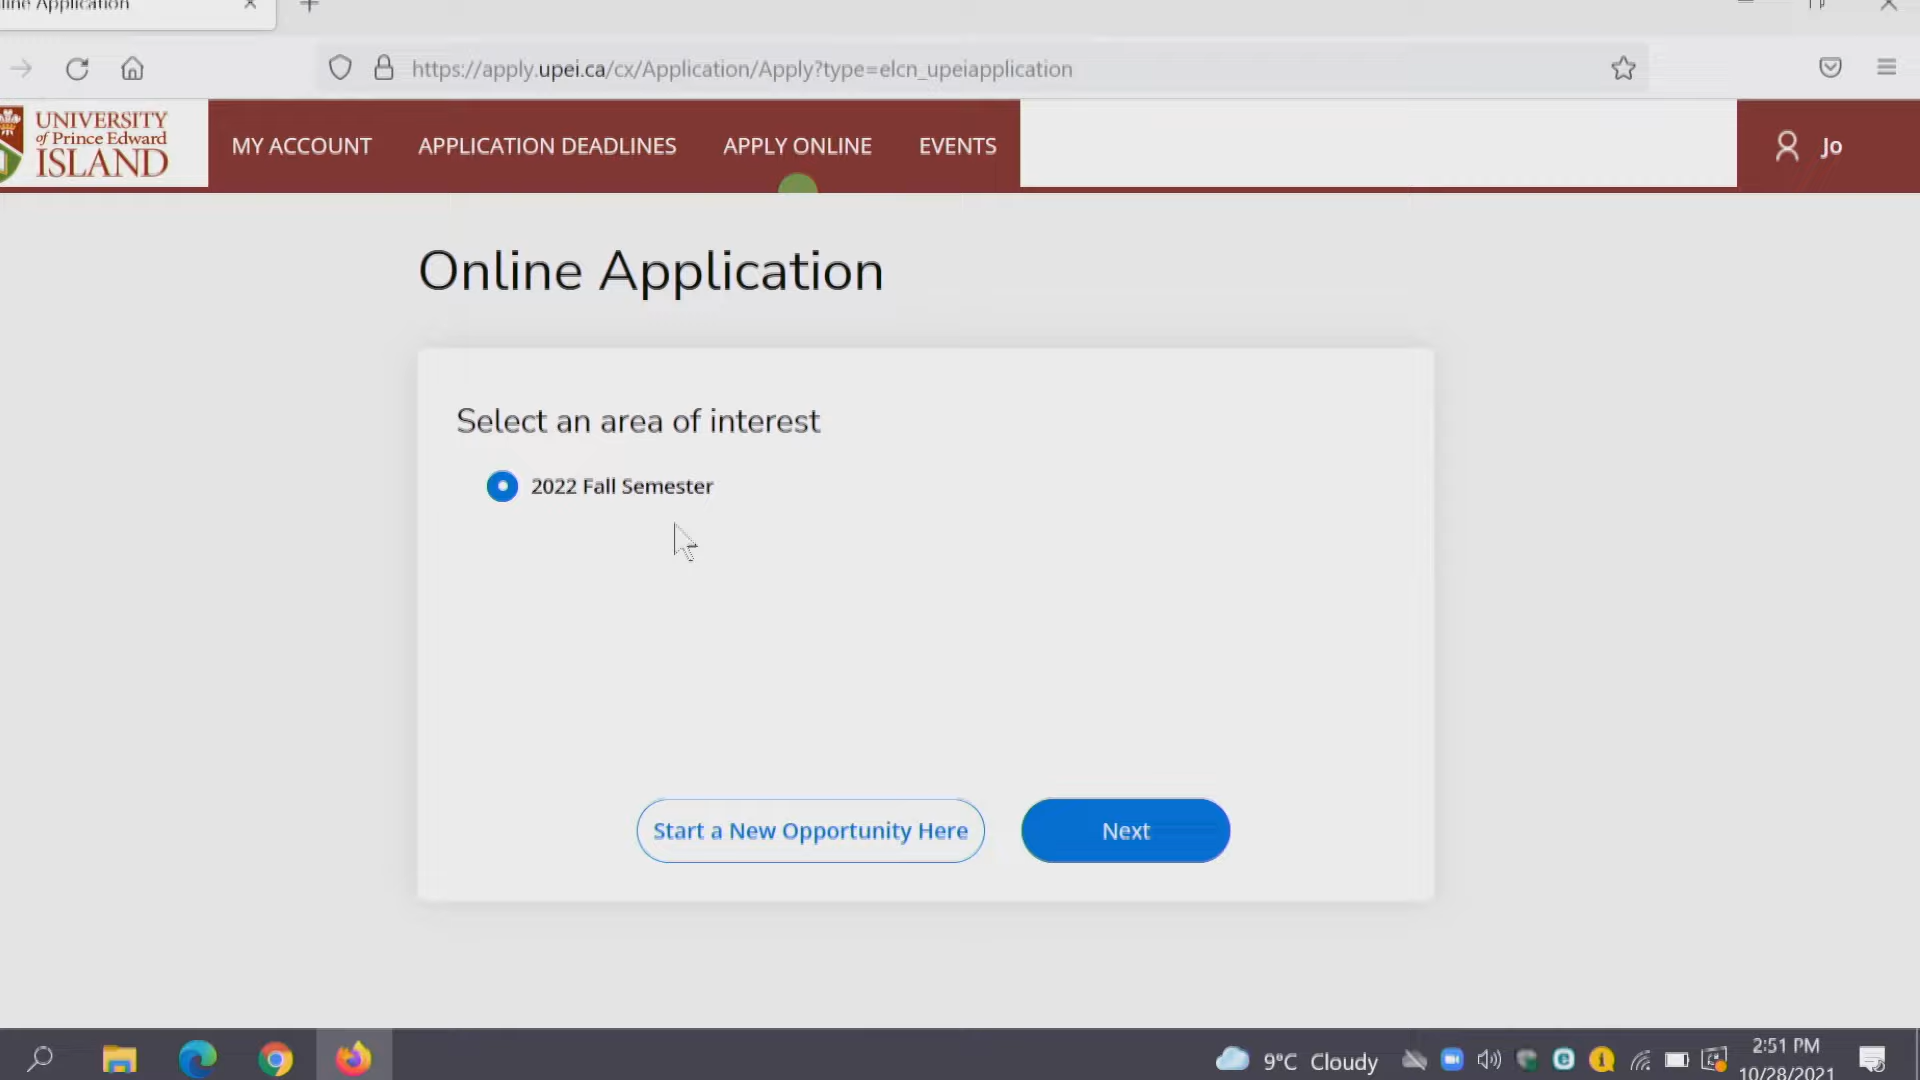 https://apply.upei.ca/cx/Application/Apply?type=elcn_upeiapplication
UNIVERSITY
of Prince Edward
ISLAND
MY ACCOUNT
APPLICATION DEADLINES
APPLY ONLINE
EVENTS
Jo
Online Application
Select an area of interest
2022 Fall Semester
Start a New Opportunity Here
Next
9°C Cloudy
2:51 PM
10/28/2021